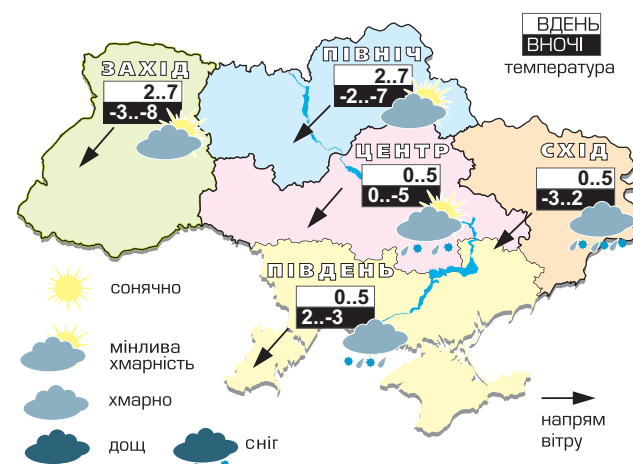 ВДЕНЬ
ВНОЧІ
температура
ЗАХІД
2..7
-3..-8
ПІВНІЧ
2..7
-2..-7
ЦЕНТР
0..5
0..-5
СХІД
0..5
-3..2
ПІВДЕНЬ
0..5
2..-3
сонячно
мінлива
хмарність
хмарно
дощ
сніг
напрям
вітру